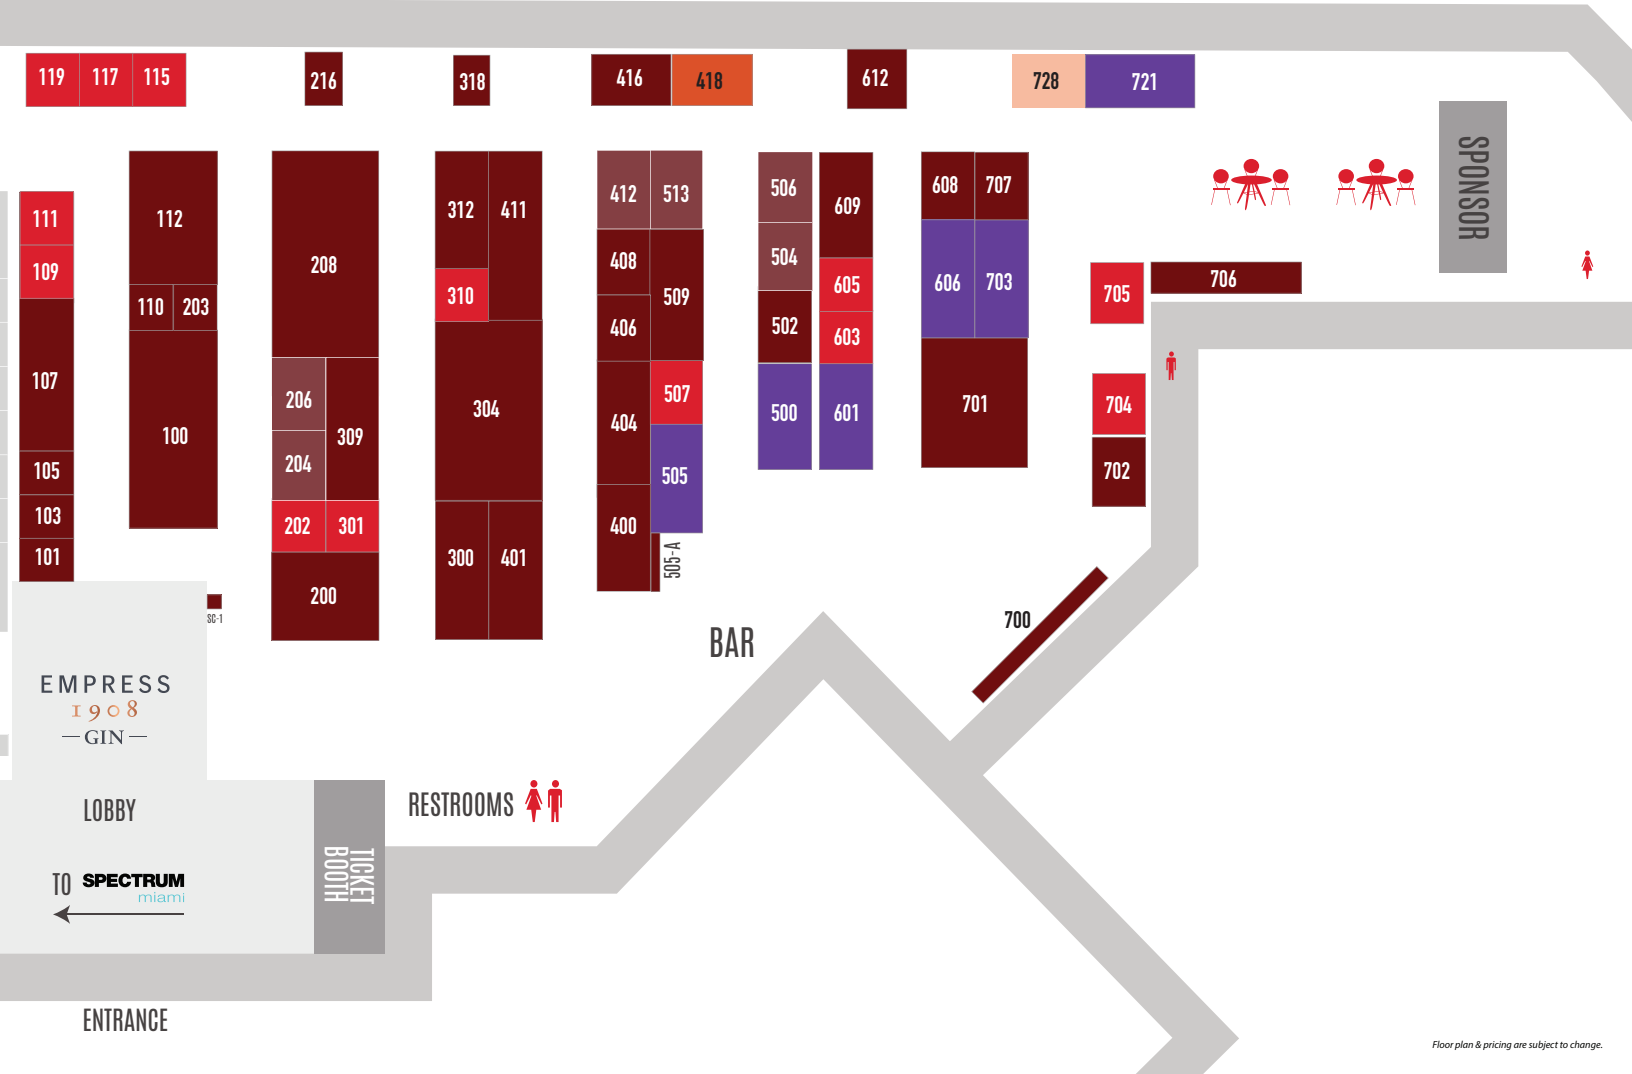 119 117 115 216 318 416 418 612 728 721
SPONSOR
111 112 208 312 411 412 513 506 609 608 707
109 110 203 310 408 509 504 605 606 703 705 706
107 100 206 309 304 406 507 502 603 701 704
204 404 505 500 601 702
105 202 301 300 401 400
103 200 505-A
101
SC-1
700
BAR
EMPRESS
1908
GIN
LOBBY
RESTROOMS
TICKET
BOOTH
TO SPECTRUM
miami
ENTRANCE
Floor plan & pricing are subject to change.